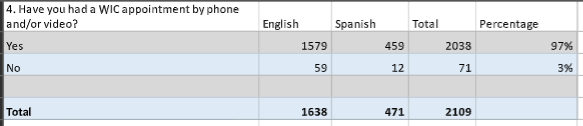 4. Have you had a WIC appointment by phone
and/or video? English Spanish Total Percentage
Yes 1579 459 2038 97%
No 59 12 71 3%
Total 1638 471 2109